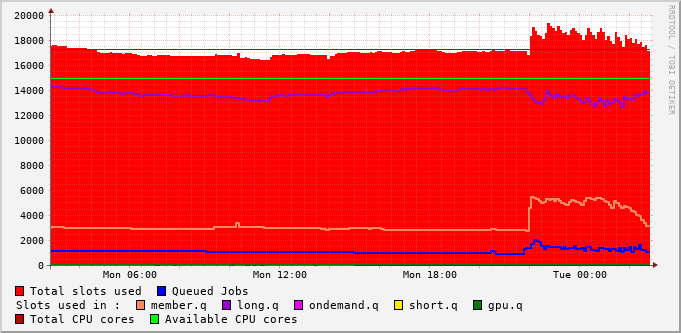 20000
18000
16000
14000
12000
10000
8000
6000
4000
2000
0
Mon 06:00 Mon 12:00 Mon 18:00 Tue 00:00
Total slots used Queued Jobs
Slots used in : member.q long.q ondemand.q short.q gpu.q
Total CPU cores Available CPU cores
RRDTOOL / TOBI OETIKER